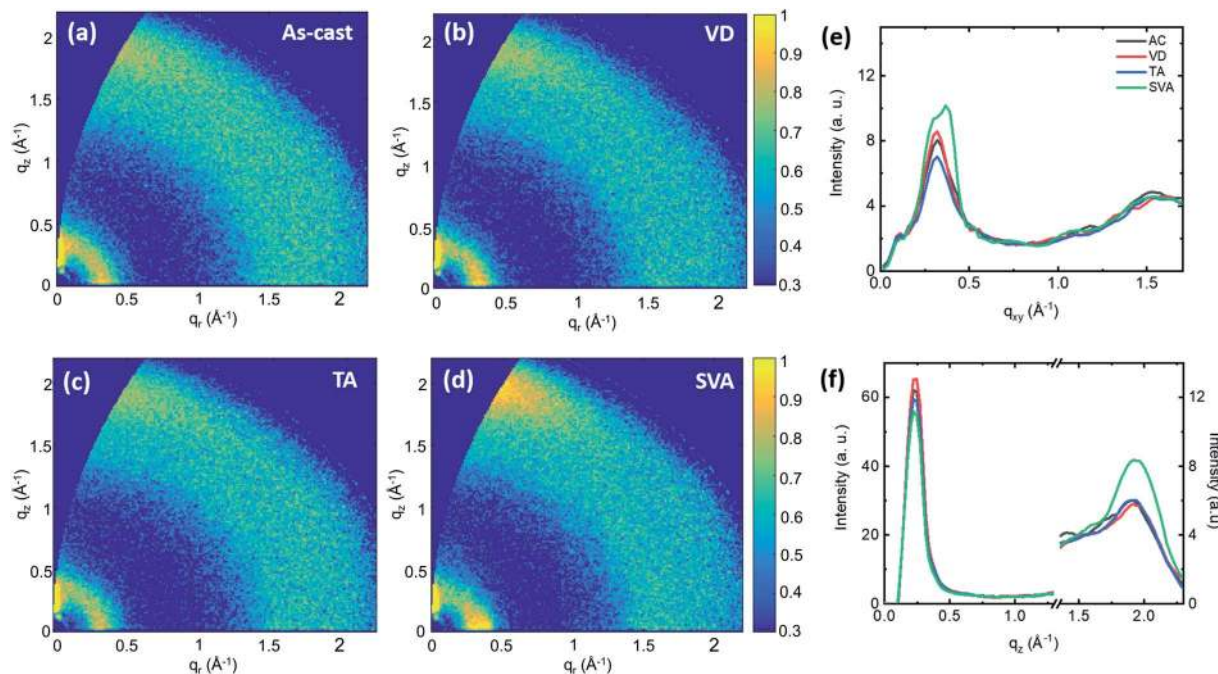 (a) As-cast
2
1.5
1
0.5
0
q_z (Å⁻¹)
0 0.5 1 1.5 2
q_r (Å⁻¹)
(b) VD
2
1.5
1
0.5
0
q_z (Å⁻¹)
0 0.5 1 1.5 2
q_r (Å⁻¹)
1
0.9
0.8
0.7
0.6
0.5
0.4
0.3
(e)
AC
VD
TA
SVA
12
8
4
0
Intensity (a. u.)
0.0 0.5 1.0 1.5
q_xy (Å⁻¹)
(c) TA
2
1.5
1
0.5
0
q_z (Å⁻¹)
0 0.5 1 1.5 2
q_r (Å⁻¹)
(d) SVA
2
1.5
1
0.5
0
q_z (Å⁻¹)
0 0.5 1 1.5 2
q_r (Å⁻¹)
1
0.9
0.8
0.7
0.6
0.5
0.4
0.3
(f)
60
40
20
0
Intensity (a. u.)
12
8
4
0
Intensity (a.u)
0.0 0.5 1.0 1.5 2.0
q_z (Å⁻¹)